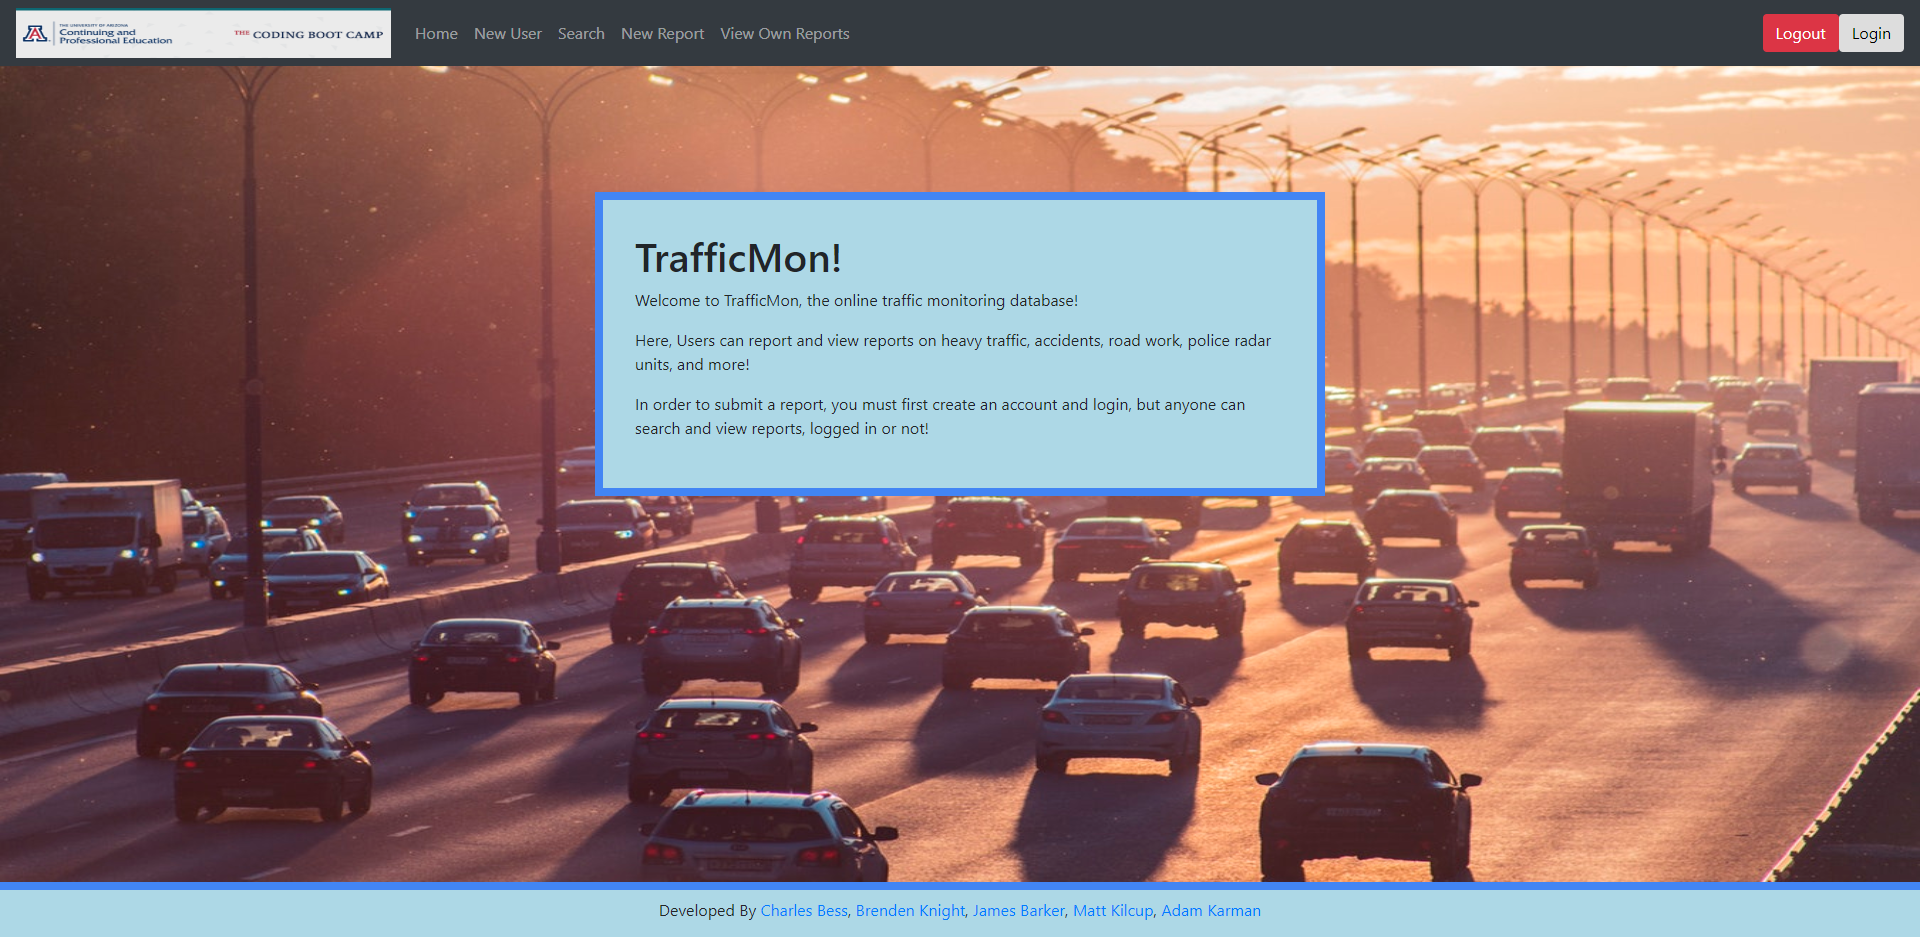 THE UNIVERSITY OF ARIZONA
Continuing and
Professional Education
THE CODING BOOT CAMP
Home New User Search New Report View Own Reports
Logout Login
TrafficMon!
Welcome to TrafficMon, the online traffic monitoring database!
Here, Users can report and view reports on heavy traffic, accidents, road work, police radar
units, and more!
In order to submit a report, you must first create an account and login, but anyone can
search and view reports, logged in or not!
Developed By Charles Bess, Brenden Knight, James Barker, Matt Kilcup, Adam Karman